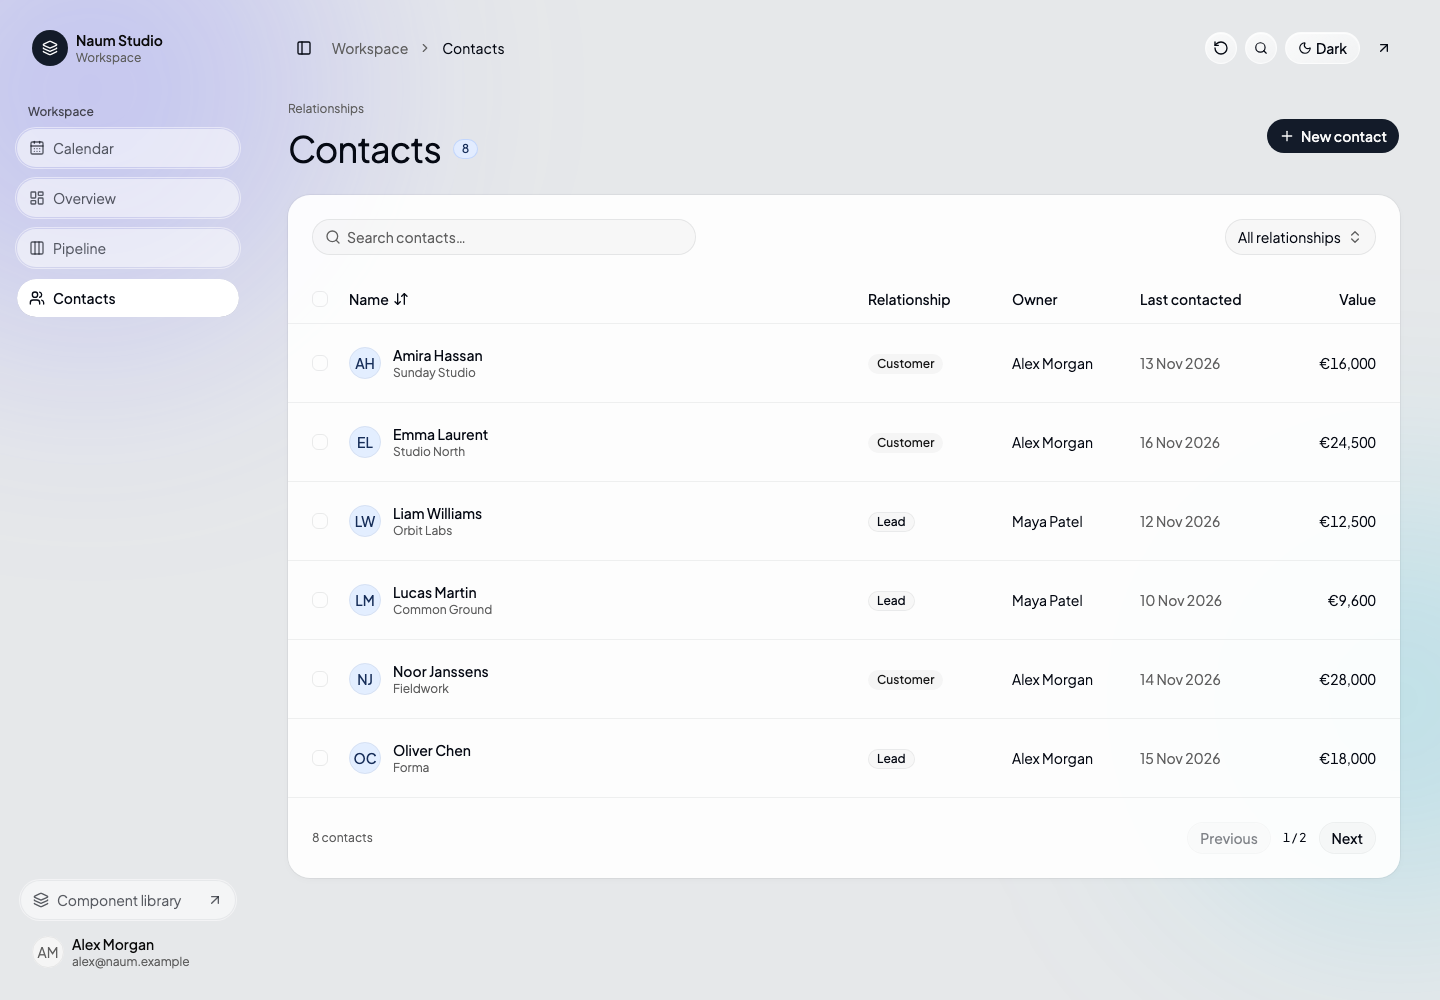 Naum Studio
Workspace
Workspace
Calendar
Overview
Pipeline
Contacts
Component library
AM
Alex Morgan
alex@naum.example
Workspace > Contacts
Dark
Relationships
Contacts 8
New contact
Search contacts...
All relationships
Name Relationship Owner Last contacted Value
AH Amira Hassan Customer Alex Morgan 13 Nov 2026 €16,000
Sunday Studio
EL Emma Laurent Customer Alex Morgan 16 Nov 2026 €24,500
Studio North
LW Liam Williams Lead Maya Patel 12 Nov 2026 €12,500
Orbit Labs
LM Lucas Martin Lead Maya Patel 10 Nov 2026 €9,600
Common Ground
NJ Noor Janssens Customer Alex Morgan 14 Nov 2026 €28,000
Fieldwork
OC Oliver Chen Lead Alex Morgan 15 Nov 2026 €18,000
Forma
8 contacts
Previous 1 / 2 Next